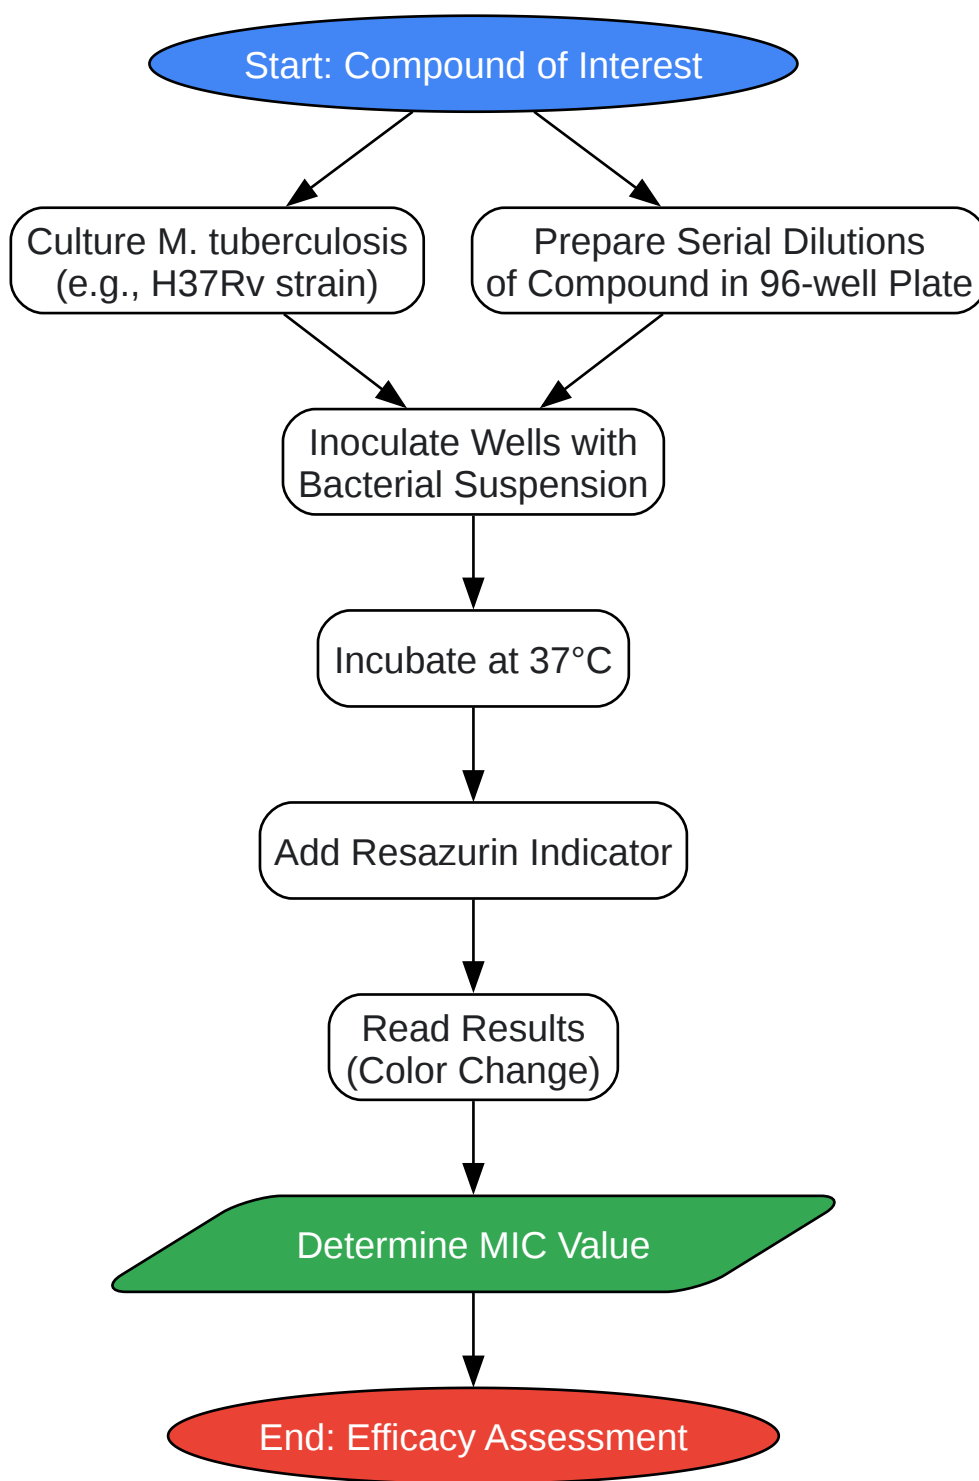 Start: Compound of Interest
Culture M. tuberculosis
(e.g., H37Rv strain)
Prepare Serial Dilutions
of Compound in 96-well Plate
Inoculate Wells with
Bacterial Suspension
Incubate at 37°C
Add Resazurin Indicator
Read Results
(Color Change)
Determine MIC Value
End: Efficacy Assessment